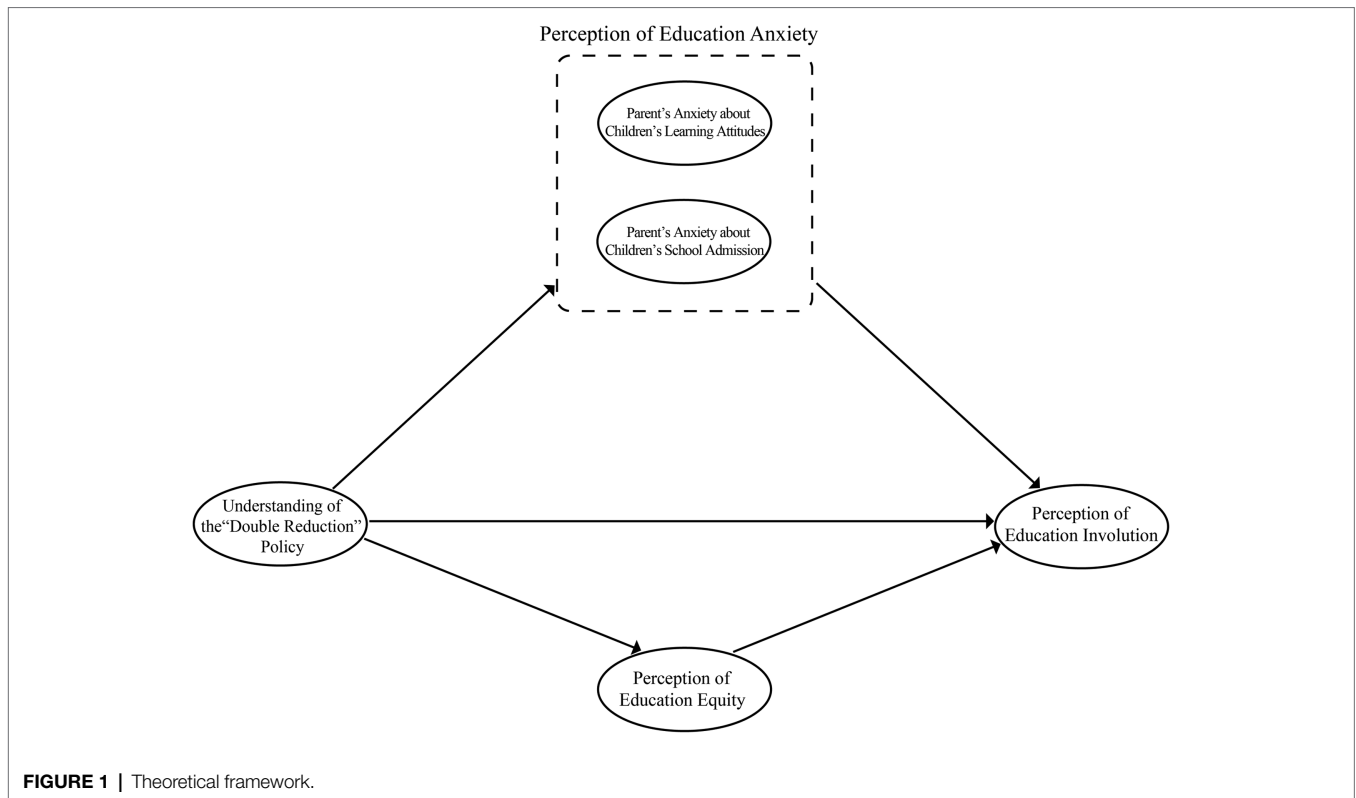 Perception of Education Anxiety
Parent's Anxiety about
Children's Learning Attitudes
Parent's Anxiety about
Children's School Admission
Understanding of
the“Double Reduction”
Policy
Perception of
Education Involution
Perception of
Education Equity
FIGURE 1 | Theoretical framework.